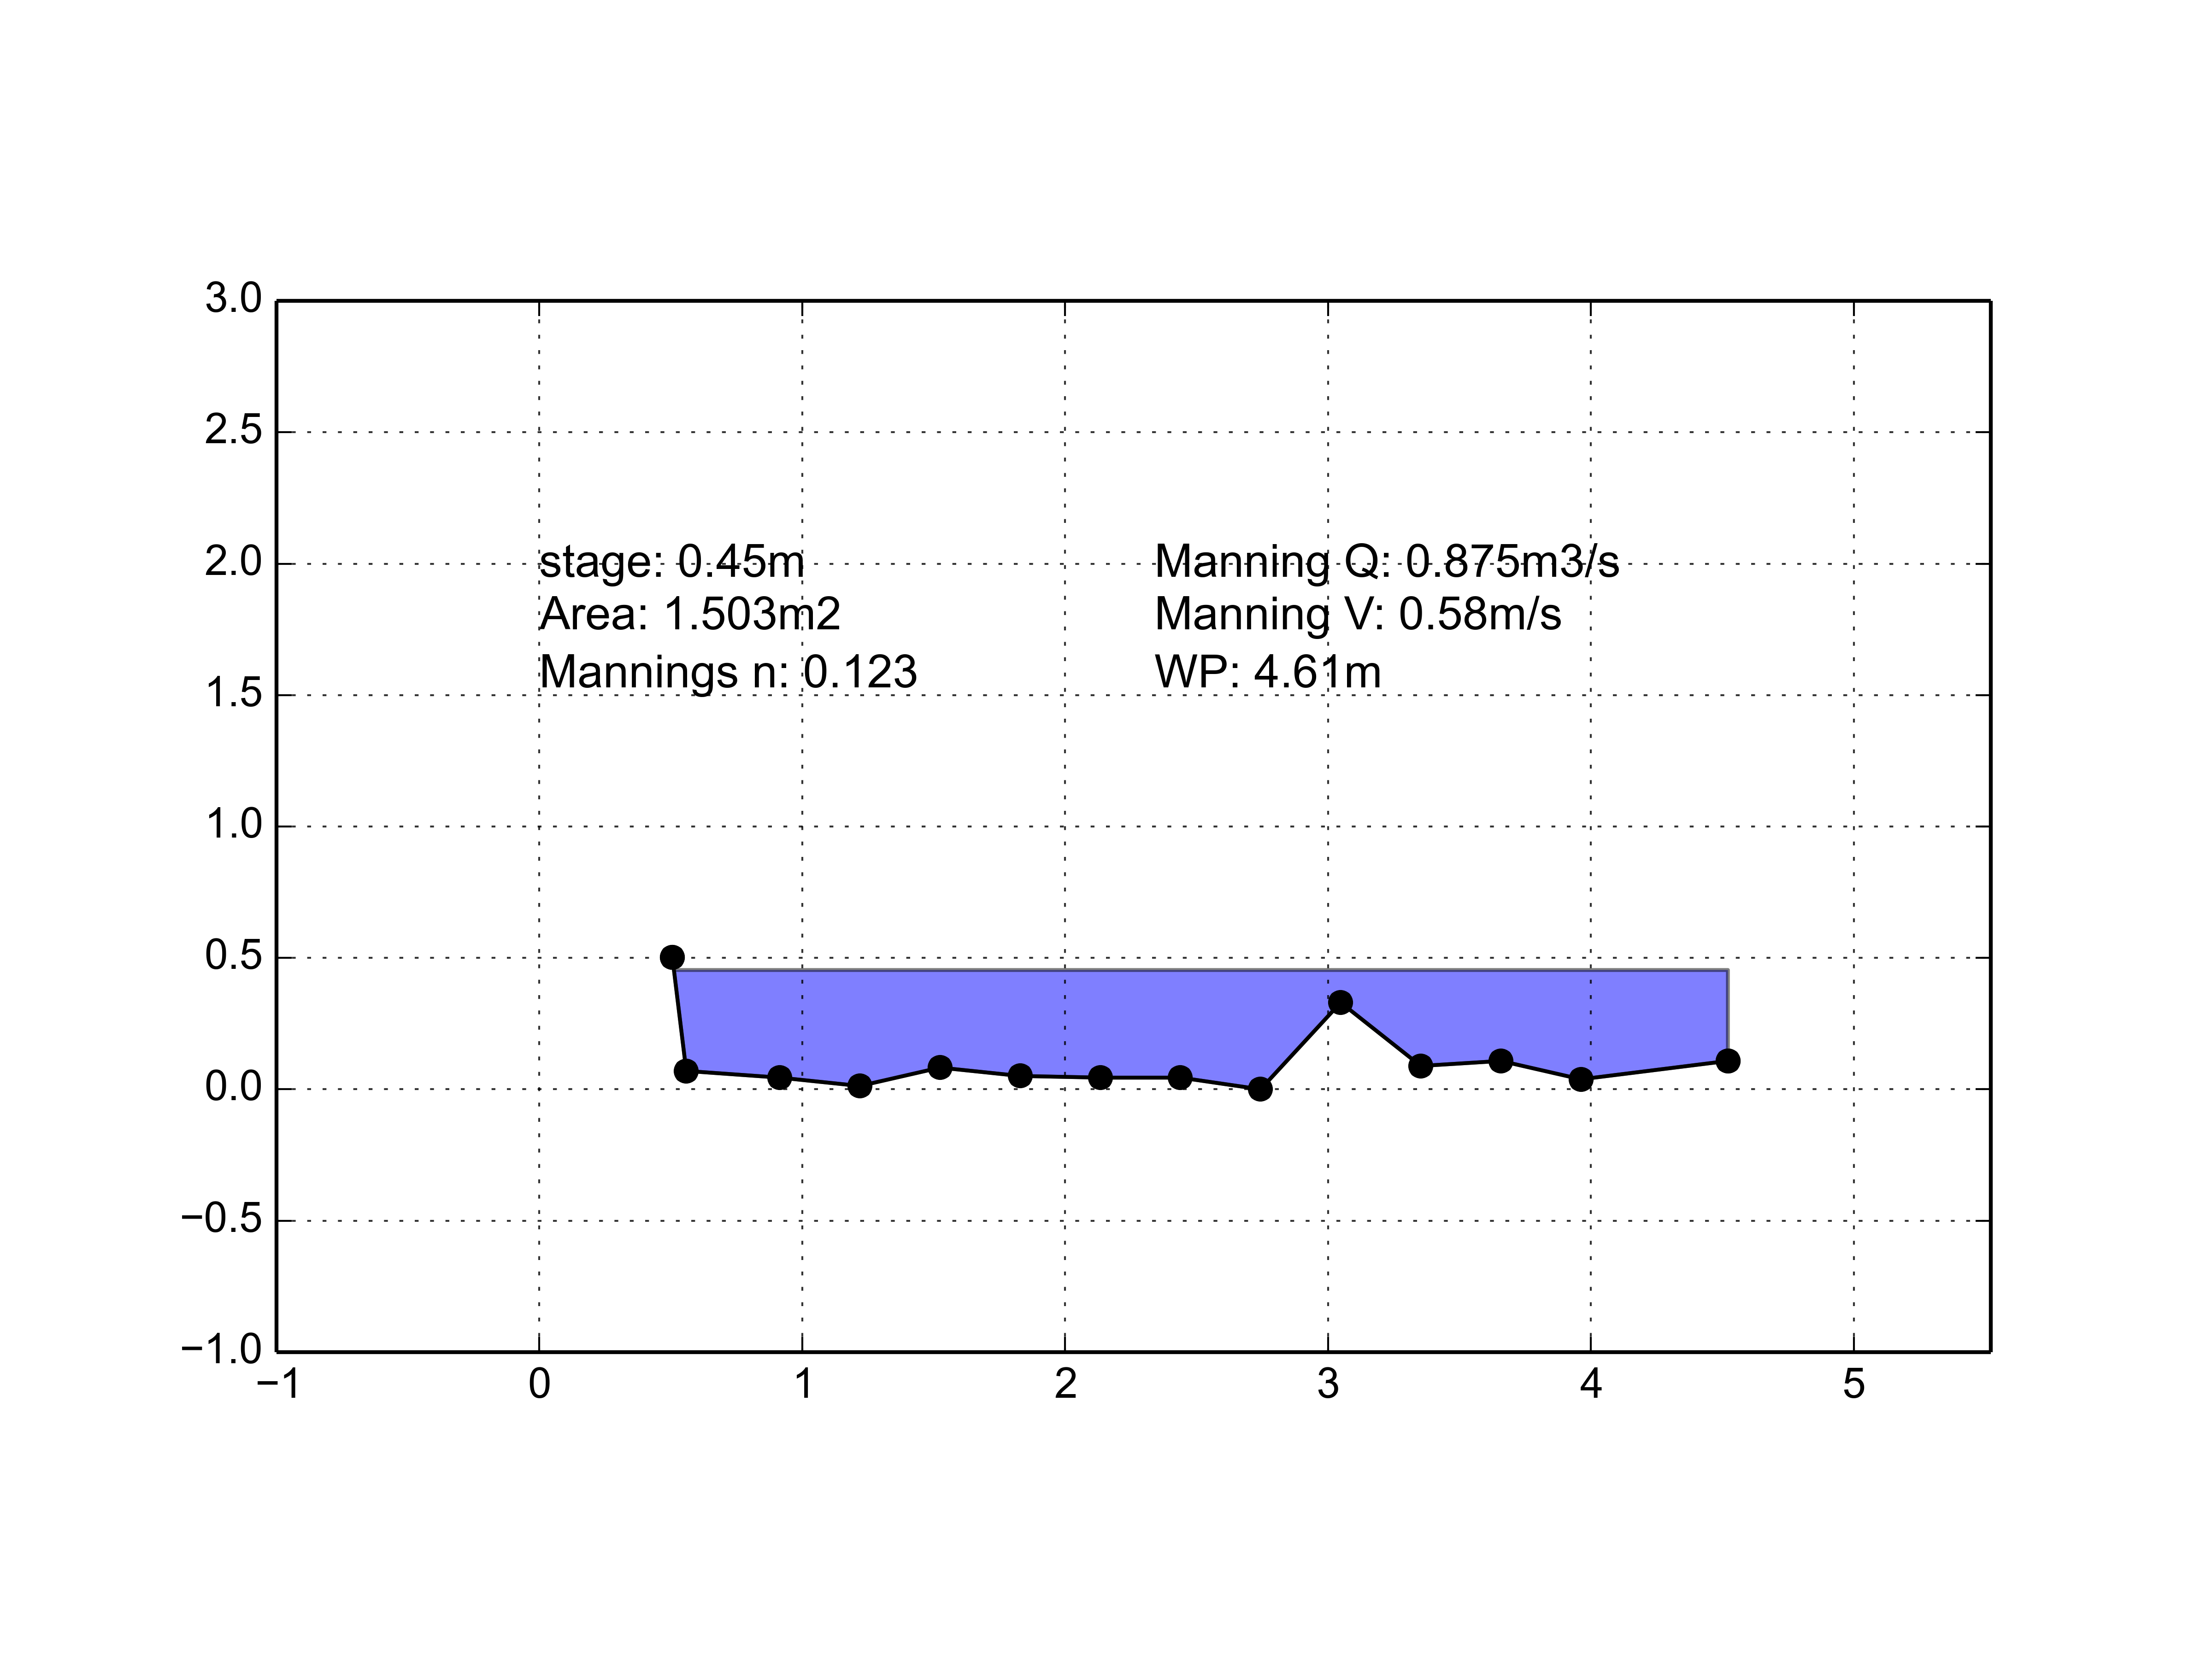 3.0
2.5
2.0
1.5
1.0
0.5
0.0
−0.5
−1.0
stage: 0.45m
Area: 1.503m2
Mannings n: 0.123
Manning Q: 0.875m3/s
Manning V: 0.58m/s
WP: 4.61m
−1 0 1 2 3 4 5